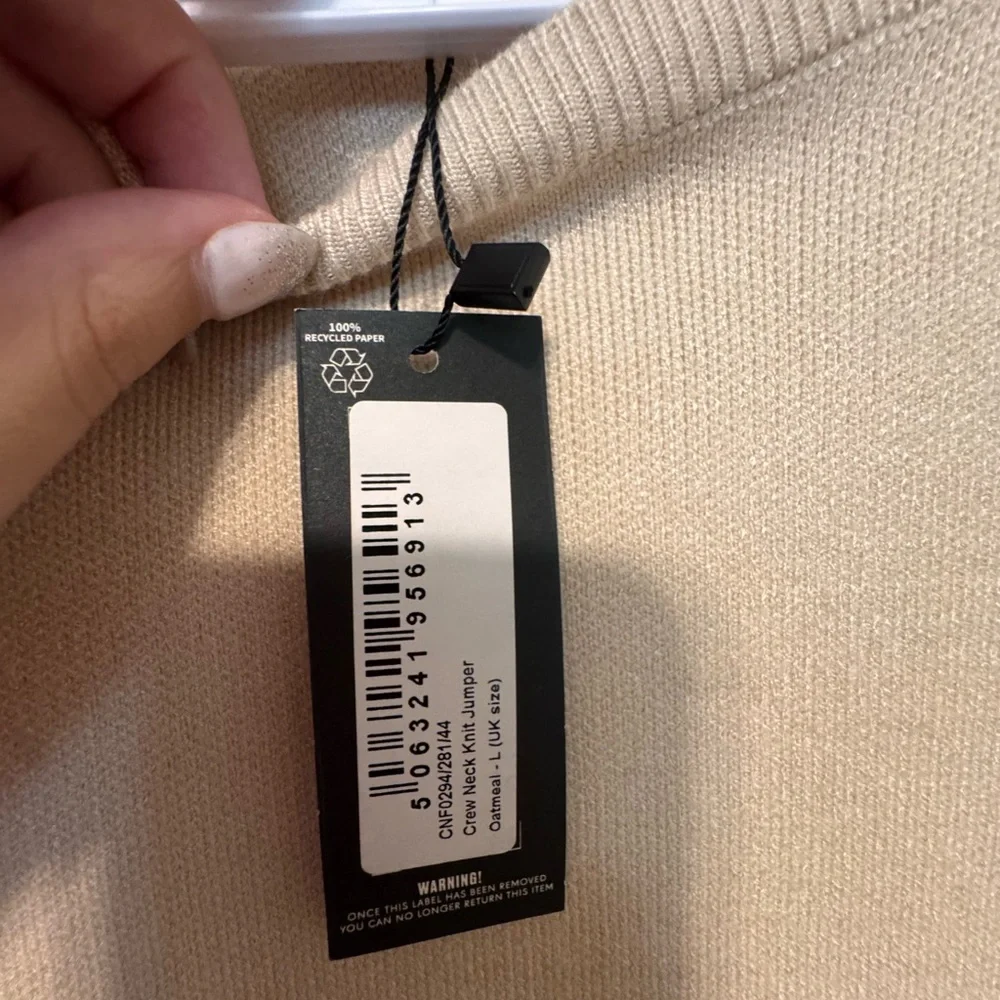 100%
RECYCLED PAPER
5 063241 956913
CNF0294/281/44
Crew Neck Knit Jumper
Oatmeal - L (UK size)
WARNING!
ONCE THIS LABEL HAS BEEN REMOVED
YOU CAN NO LONGER RETURN THIS ITEM